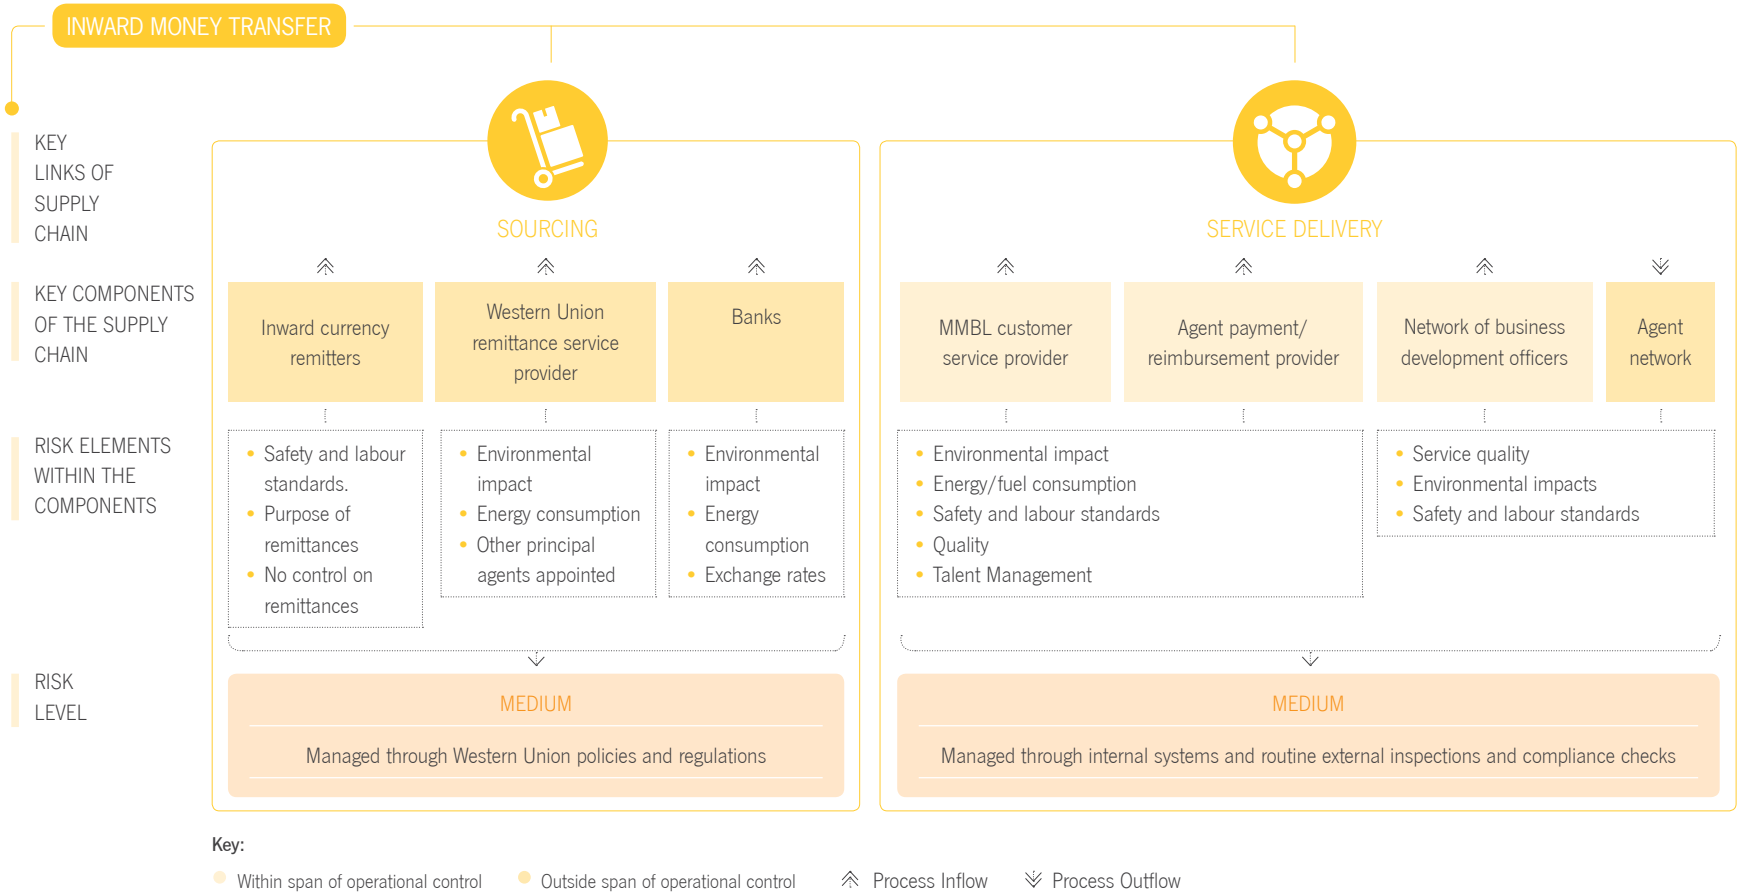 INWARD MONEY TRANSFER
KEY
LINKS OF
SUPPLY
CHAIN
SOURCING
SERVICE DELIVERY
KEY COMPONENTS
OF THE SUPPLY
CHAIN
Inward currency
remitters
Western Union
remittance service
provider
Banks
MMBL customer
service provider
Agent payment/
reimbursement provider
Network of business
development officers
Agent
network
RISK ELEMENTS
WITHIN THE
COMPONENTS
• Safety and labour
standards.
• Purpose of
remittances
• No control on
remittances
• Environmental
impact
• Energy consumption
• Other principal
agents appointed
• Environmental
impact
• Energy
consumption
• Exchange rates
• Environmental impact
• Energy/fuel consumption
• Safety and labour standards
• Quality
• Talent Management
• Service quality
• Environmental impacts
• Safety and labour standards
RISK
LEVEL
MEDIUM
Managed through Western Union policies and regulations
MEDIUM
Managed through internal systems and routine external inspections and compliance checks
Key:
Within span of operational control
Outside span of operational control
Process Inflow
Process Outflow